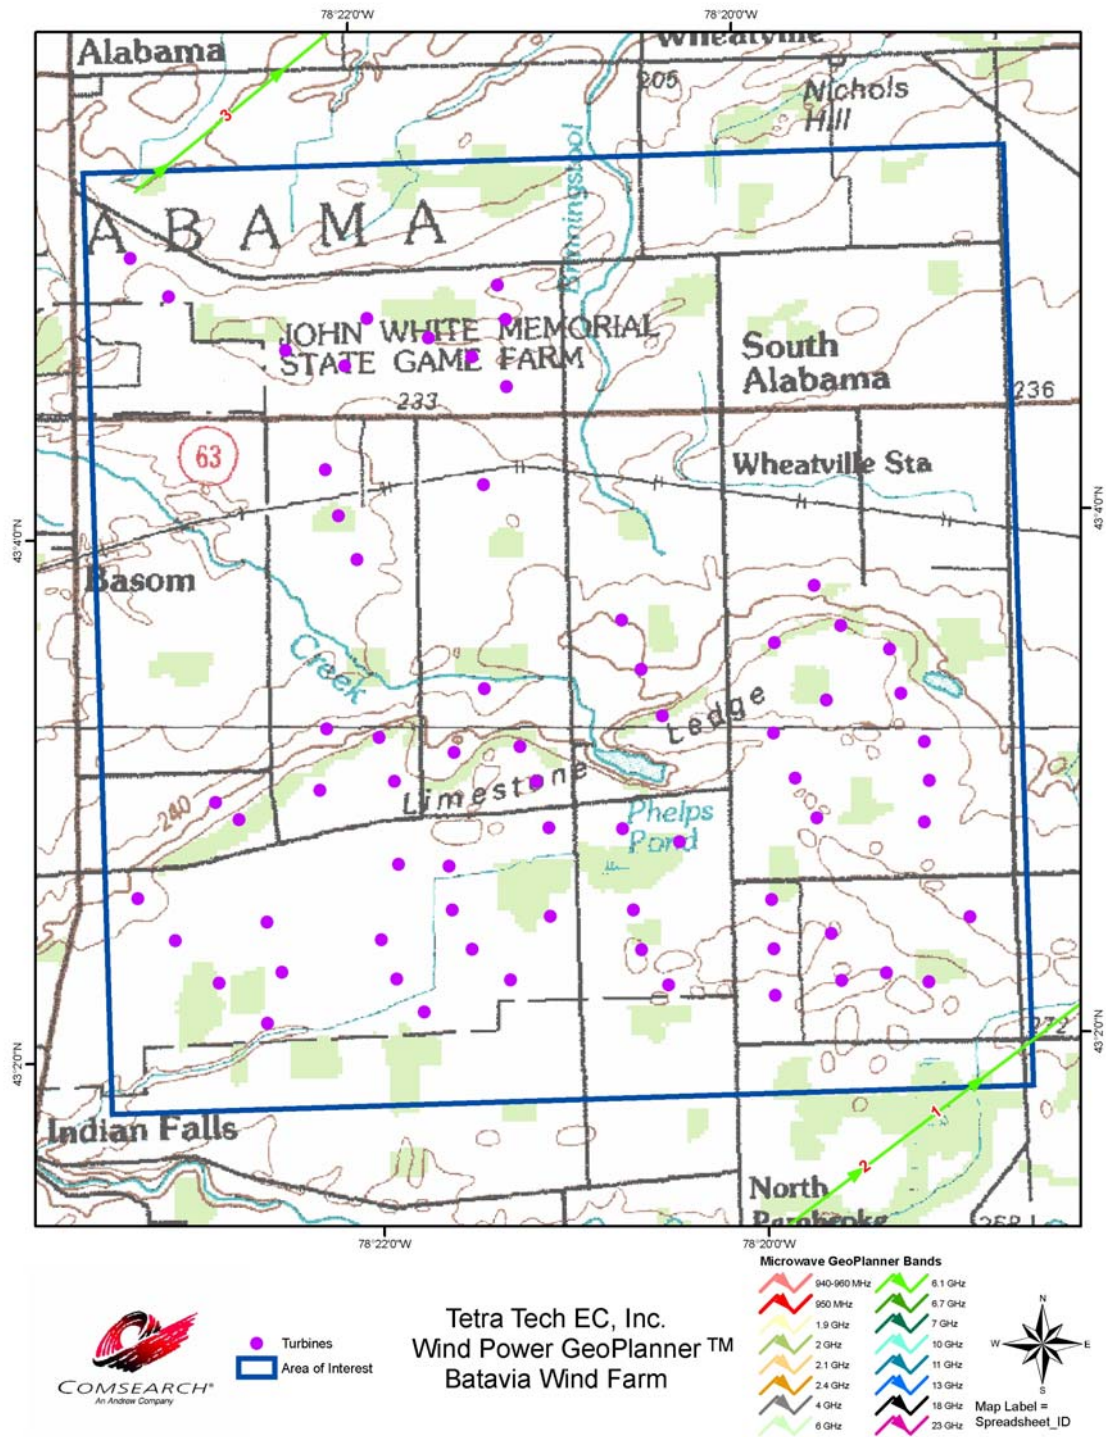 78°22'0"W 78°20'0"W
Alabama
Wheatville
205
Nichols
Hill
3
Bruningstool
A B A M A
JOHN WHITE MEMORIAL
STATE GAME FARM
South
Alabama
233
236
63
Wheatville Sta
43°4'0"N
43°4'0"N
Basom
Creek
Ledge
Limestone
240
Phelps
Pond
272
43°2'0"N
43°2'0"N
1
Indian Falls
2
North
Pembroke
258
78°22'0"W 78°20'0"W
Microwave GeoPlanner Bands
940-960 MHz 6.1 GHz
950 MHz 6.7 GHz
1.9 GHz 7 GHz
2 GHz 10 GHz
2.1 GHz 11 GHz
2.4 GHz 13 GHz
4 GHz 18 GHz
6 GHz 23 GHz
N
W E
S
Map Label =
Spreadsheet_ID
Tetra Tech EC, Inc.
Wind Power GeoPlanner ™
Batavia Wind Farm
Turbines
Area of Interest
COMSEARCH®
An Andrew Company